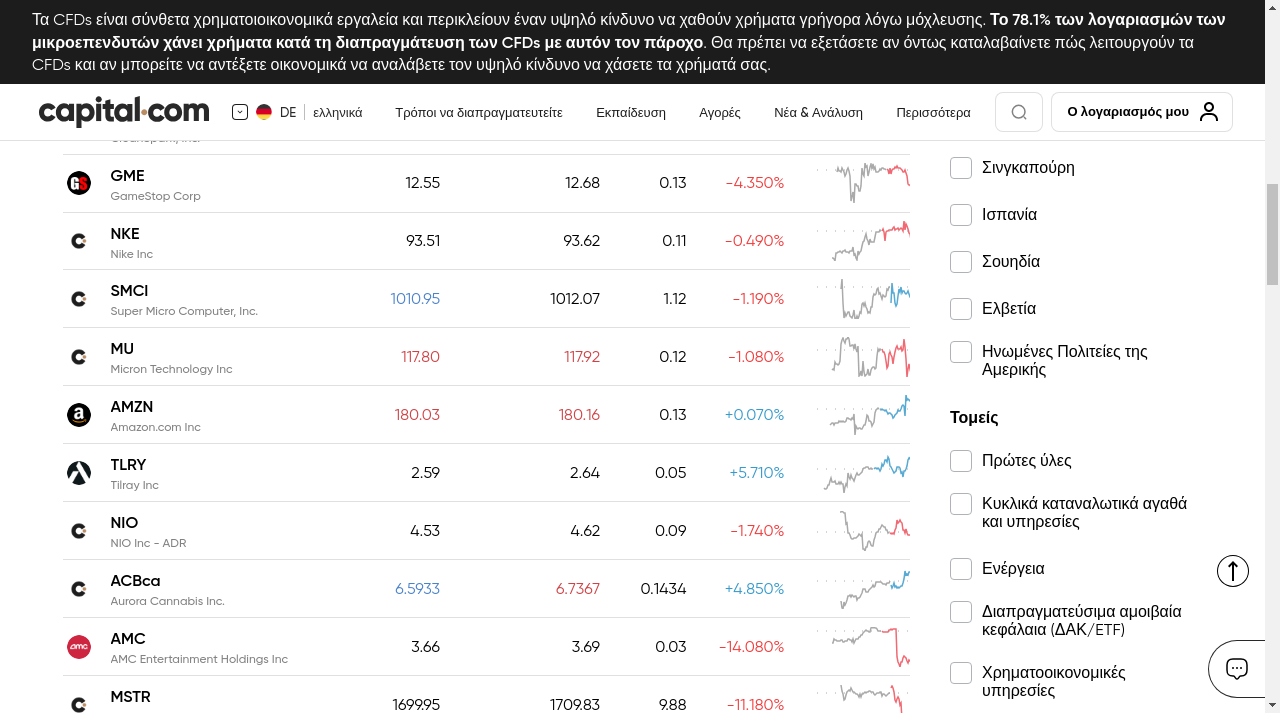 Τα CFDs είναι σύνθετα χρηματοιοικονομικά εργαλεία και περικλείουν έναν υψηλό κίνδυνο να χαθούν χρήματα γρήγορα λόγω μόχλευσης. Το 78.1% των λογαριασμών των
μικροεπενδυτών χάνει χρήματα κατά τη διαπραγμάτευση των CFDs με αυτόν τον πάροχο. Θα πρέπει να εξετάσετε αν όντως καταλαβαίνετε πώς λειτουργούν τα
CFDs και αν μπορείτε να αντέξετε οικονομικά να αναλάβετε τον υψηλό κίνδυνο να χάσετε τα χρήματά σας.
capital.com DE ελληνικά Τρόποι να διαπραγματευτείτε Εκπαίδευση Αγορές Νέα & Ανάλυση Περισσότερα Ο λογαριασμός μου
GME 12.55 12.68 0.13 -4.350%
GameStop Corp
NKE 93.51 93.62 0.11 -0.490%
Nike Inc
SMCI 1010.95 1012.07 1.12 -1.190%
Super Micro Computer, Inc.
MU 117.80 117.92 0.12 -1.080%
Micron Technology Inc
AMZN 180.03 180.16 0.13 +0.070%
Amazon.com Inc
TLRY 2.59 2.64 0.05 +5.710%
Tilray Inc
NIO 4.53 4.62 0.09 -1.740%
NIO Inc - ADR
ACBca 6.5933 6.7367 0.1434 +4.850%
Aurora Cannabis Inc.
AMC 3.66 3.69 0.03 -14.080%
AMC Entertainment Holdings Inc
MSTR 1699.95 1709.83 9.88 -11.180%
Σινγκαπούρη
Ισπανία
Σουηδία
Ελβετία
Ηνωμένες Πολιτείες της
Αμερικής
Τομείς
Πρώτες ύλες
Κυκλικά καταναλωτικά αγαθά
και υπηρεσίες
Ενέργεια
Διαπραγματεύσιμα αμοιβαία
κεφάλαια (ΔΑΚ/ETF)
Χρηματοοικονομικές
υπηρεσίες